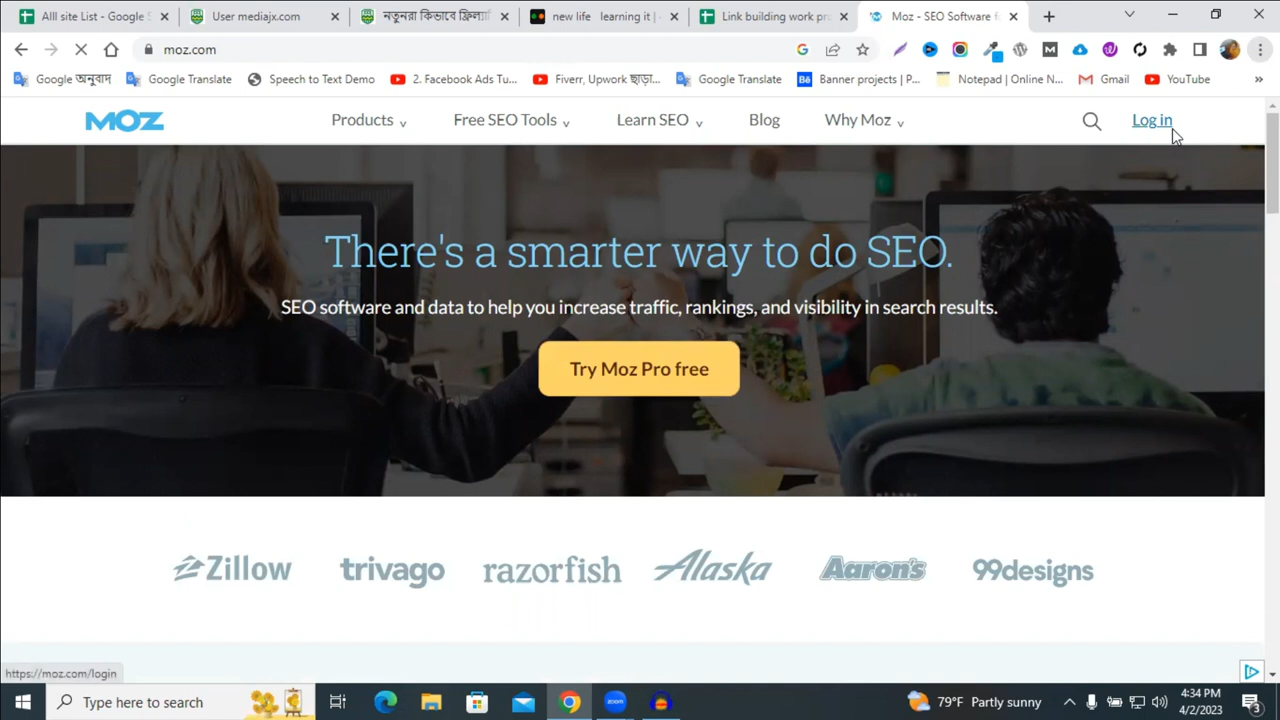 Alll site List - Google S
User mediajx.com
নতুনরা কিভাবে ফ্রিল্যা
new life learning it |
Link building work pr
Moz - SEO Software f
moz.com
Google অনুবাদ
Google Translate
Speech to Text Demo
2. Facebook Ads Tu...
Fiverr, Upwork ছাড়া...
Google Translate
Banner projects | P...
Notepad | Online N...
Gmail
YouTube
»
MOZ
Products
Free SEO Tools
Learn SEO
Blog
Why Moz
Log in
There's a smarter way to do SEO.
SEO software and data to help you increase traffic, rankings, and visibility in search results.
Try Moz Pro free
Zillow
trivago
razorfish
Alaska
Aaron's
99designs
https://moz.com/login
Type here to search
zoom
79°F Partly sunny
4:34 PM
4/2/2023
3